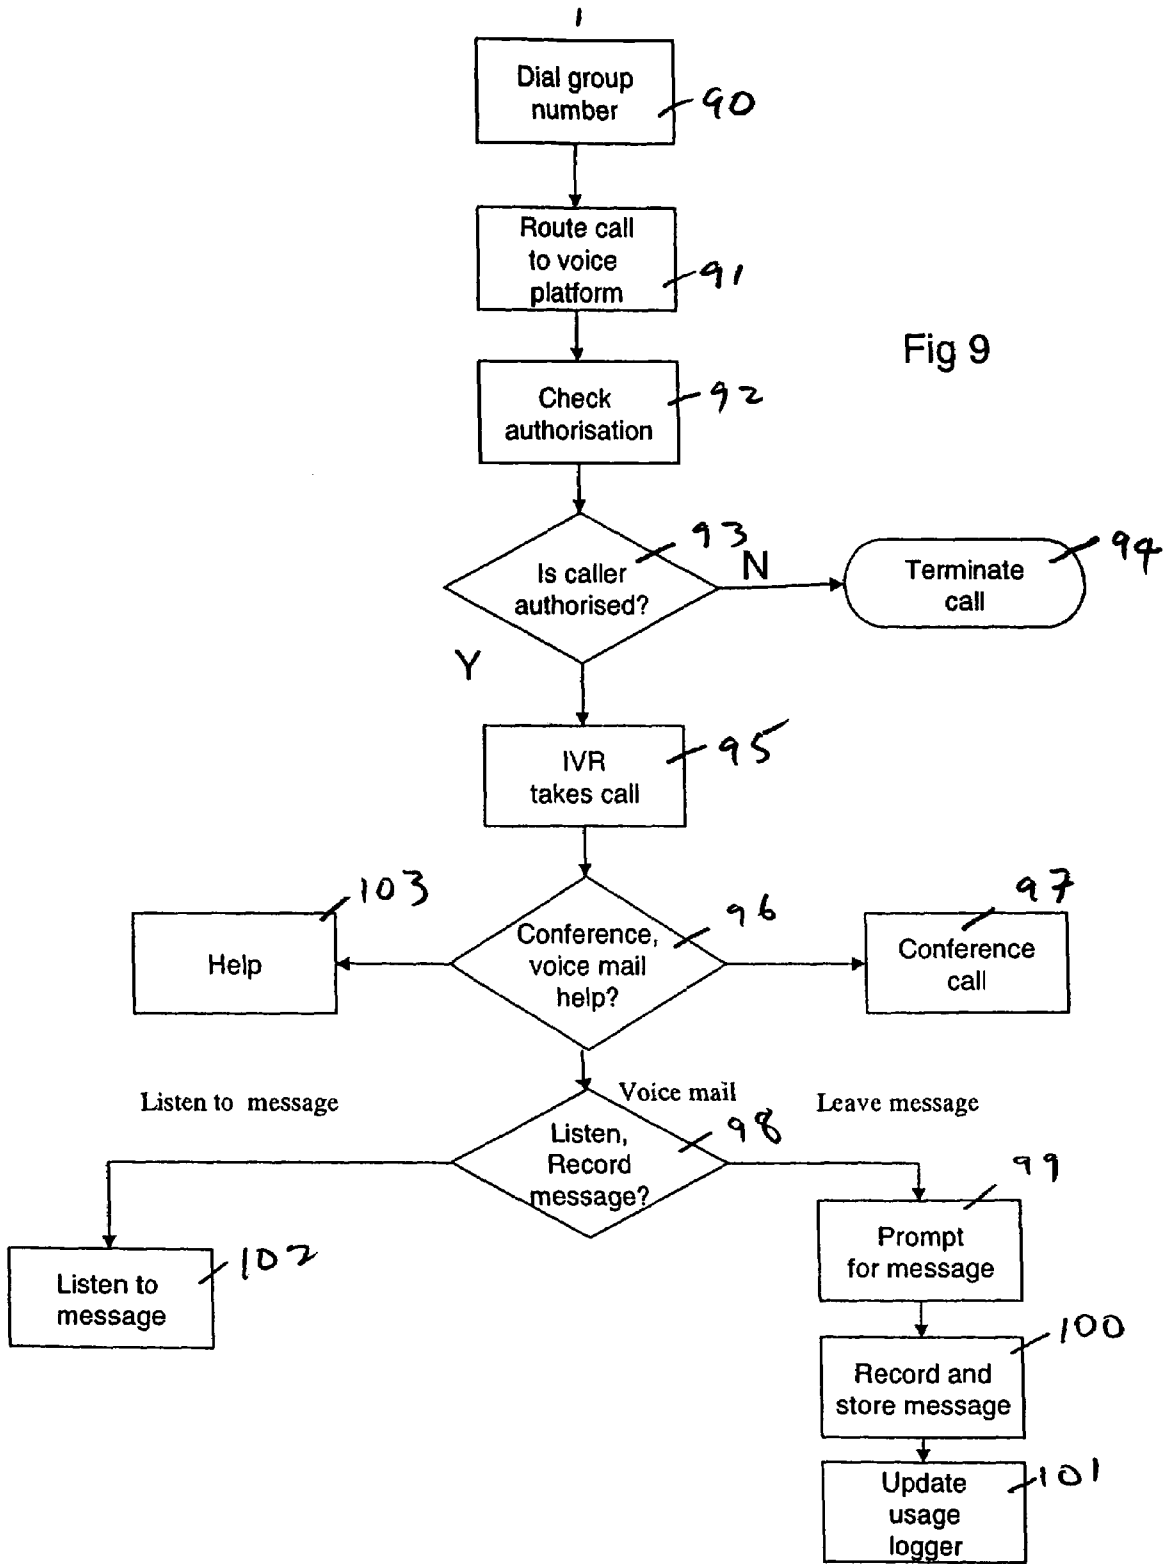 Dial group
number
90
Route call
to voice
platform
91
Fig 9
Check
authorisation
92
Is caller
authorised?
93
N
Terminate
call
94
Y
IVR
takes call
95
103
Help
Conference,
voice mail
help?
96
97
Conference
call
Listen to message
Voice mail
Leave message
Listen,
Record
message?
98
99
Prompt
for message
Listen to
message
102
100
Record and
store message
Update
usage
logger
101